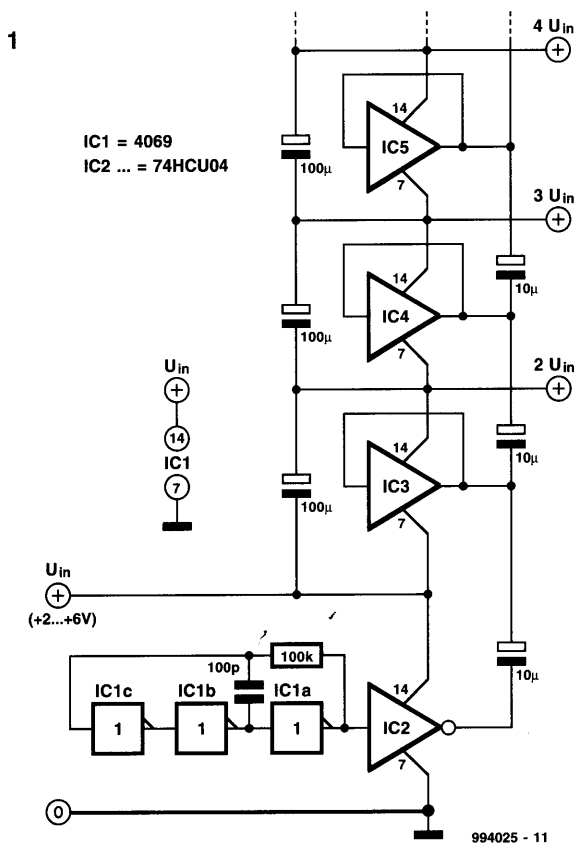 1
4 Uin
14
IC5
7
100µ
IC1 = 4069
IC2 ... = 74HCU04
3 Uin
10µ
14
IC4
7
100µ
2 Uin
10µ
Uin
14
IC1
7
14
IC3
7
100µ
Uin
(+2...+6V)
100k
100p
10µ
IC1c
IC1b
IC1a
1
1
1
14
IC2
7
0
994025 - 11